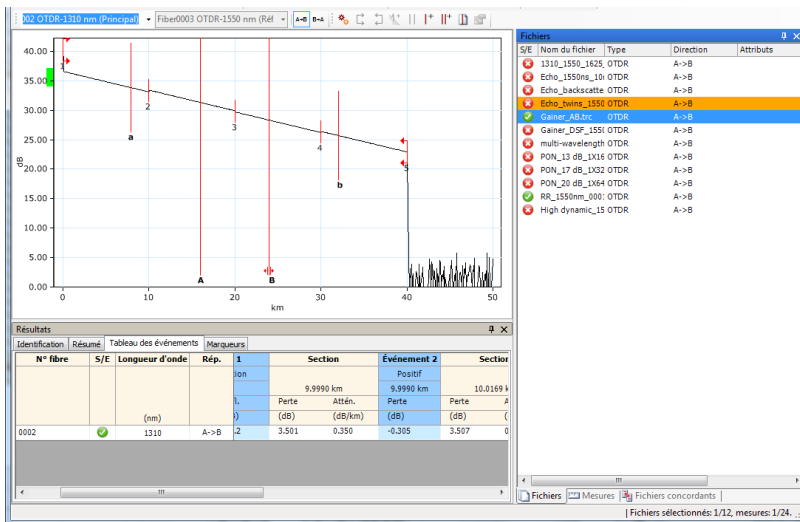 002 OTDR-1310 nm (Principal) Fiber0003 OTDR-1550 nm (Réf A→B B→A
Fichiers
S/E Nom du fichier Type Direction Attributs
1310_1550_1625, OTDR A->B
Echo_1550ns_10 OTDR A->B
Echo_backscatte OTDR A->B
Echo_twins_1550 OTDR A->B
Gainer_AB.trc OTDR A->B
Gainer_DSF_155( OTDR A->B
multi-wavelength OTDR A->B
PON_13 dB_1X16 OTDR A->B
PON_17 dB_1X32 OTDR A->B
PON_20 dB_1X64 OTDR A->B
RR_1550nm_000: OTDR A->B
High dynamic_15 OTDR A->B
40.00
35.00
30.00
25.00
20.00
15.00
10.00
5.00
0.00
dB
1
2
3
4
5
a
b
A
B
0 10 20 30 40 50
km
Résultats
Identification Résumé Tableau des événements Marqueurs
N° fibre S/E Longueur d'onde Rép. 1 Section Événement 2 Section
ion Positif
9.9990 km 9.9990 km 10.0169 k
Perte Attén. Perte Perte A
(nm) (dB) (dB/km) (dB) (dB) (
0002 1310 A->B .2 3.501 0.350 -0.305 3.507 0
Fichiers Mesures Fichiers concordants
Fichiers sélectionnés: 1/12, mesures: 1/24.